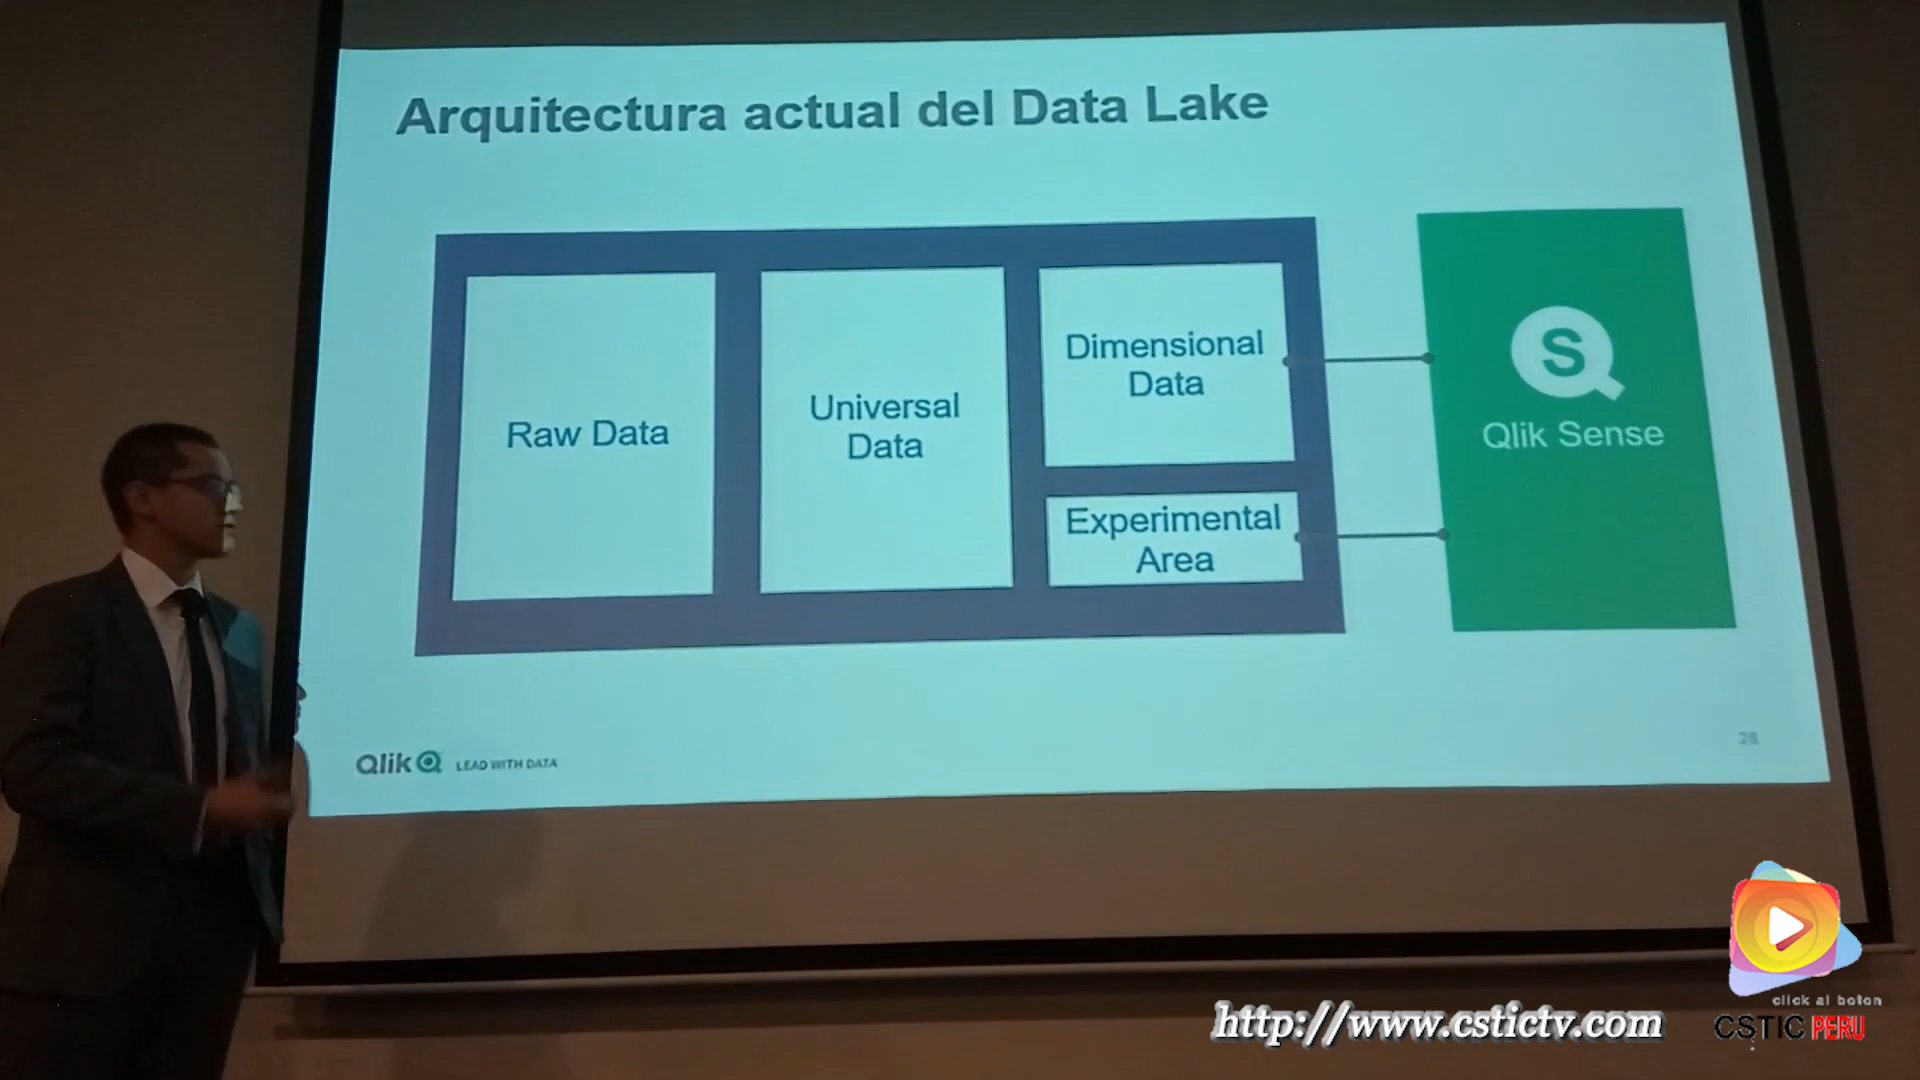 Arquitectura actual del Data Lake
Raw Data
Universal
Data
Dimensional
Data
Experimental
Area
S
Qlik Sense
Qlik LEAD WITH DATA
28
click al boton
http://www.cstictv.com
CSTIC PERU